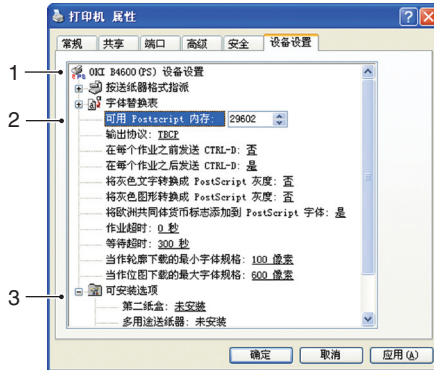 打印机 属性
常规 共享 端口 高级 安全 设备设置
1
OKI B4600(PS) 设备设置
按送纸器格式指派
字体替换表
2
可用 Postscript 内存: 29602
输出协议: TBCP
在每个作业之前发送 CTRL-D: 否
在每个作业之后发送 CTRL-D: 是
将灰色文字转换成 PostScript 灰度: 否
将灰色图形转换成 PostScript 灰度: 否
将欧洲共同体货币标志添加到 PostScript 字体: 是
作业超时: 0 秒
等待超时: 300 秒
当作轮廓下载的最小字体规格: 100 像素
当作位图下载的最大字体规格: 600 像素
3
可安装选项
第二纸盒: 未安装
多用途送纸器: 未安装
确定 取消 应用(A)